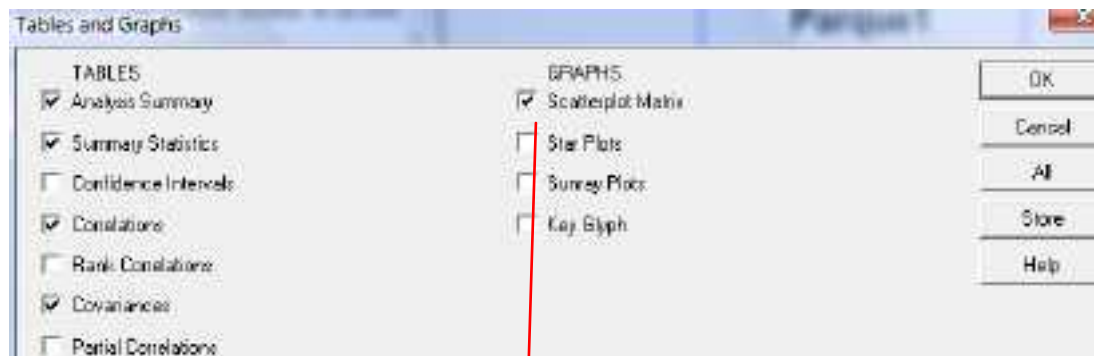 Tables and Graphs
TABLES
Analysis Summary
Summary Statistics
Confidence Intervals
Correlations
Rank Correlations
Covariances
Partial Correlations
GRAPHS
Scatterplot Matrix
Star Plots
Sunray Plots
Key Glyph
OK
Cancel
All
Store
Help